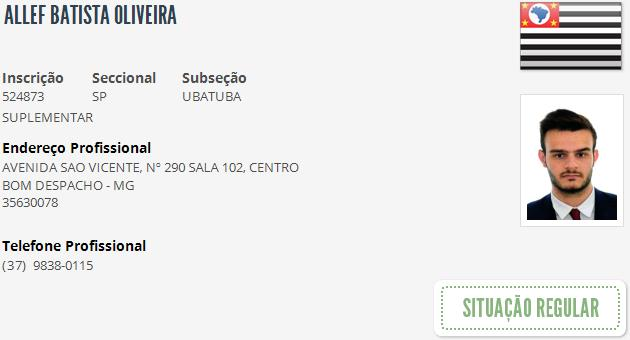 ALLEF BATISTA OLIVEIRA
Inscrição Seccional Subseção
524873 SP UBATUBA
SUPLEMENTAR
Endereço Profissional
AVENIDA SAO VICENTE, Nº 290 SALA 102, CENTRO
BOM DESPACHO - MG
35630078
Telefone Profissional
(37) 9838-0115
SITUAÇÃO REGULAR